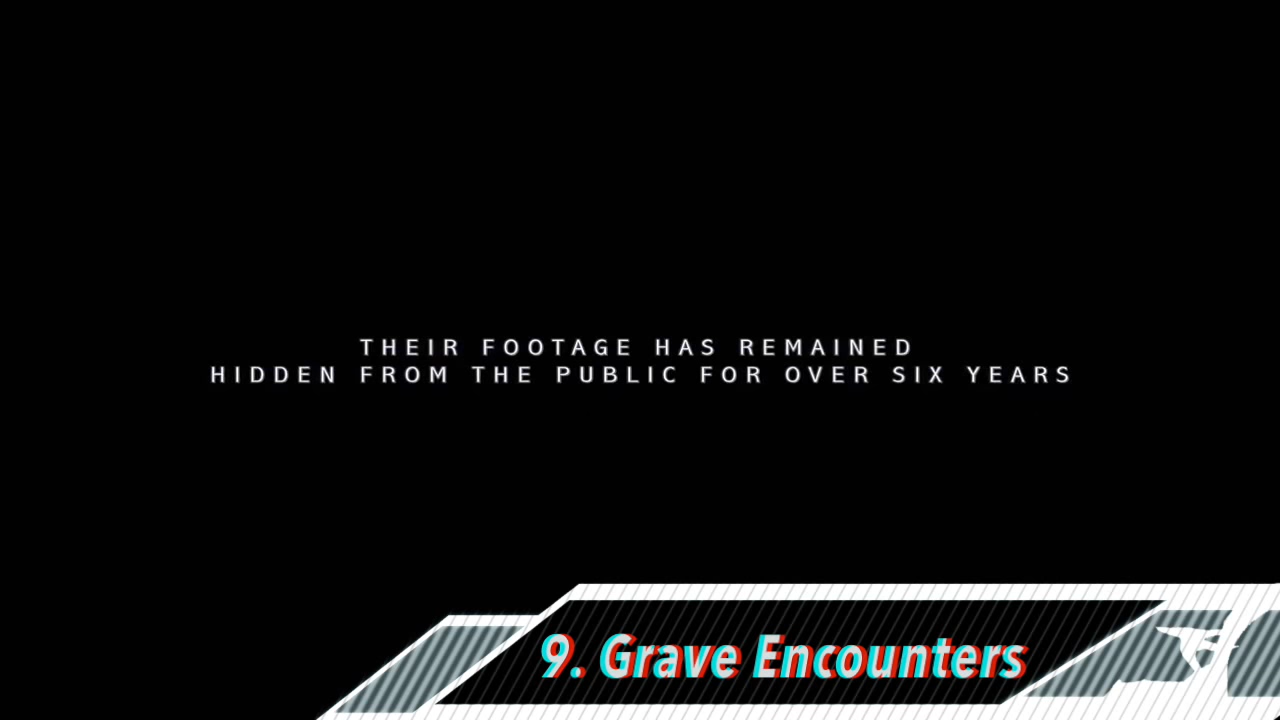 THEIR FOOTAGE HAS REMAINED
HIDDEN FROM THE PUBLIC FOR OVER SIX YEARS
9. Grave Encounters